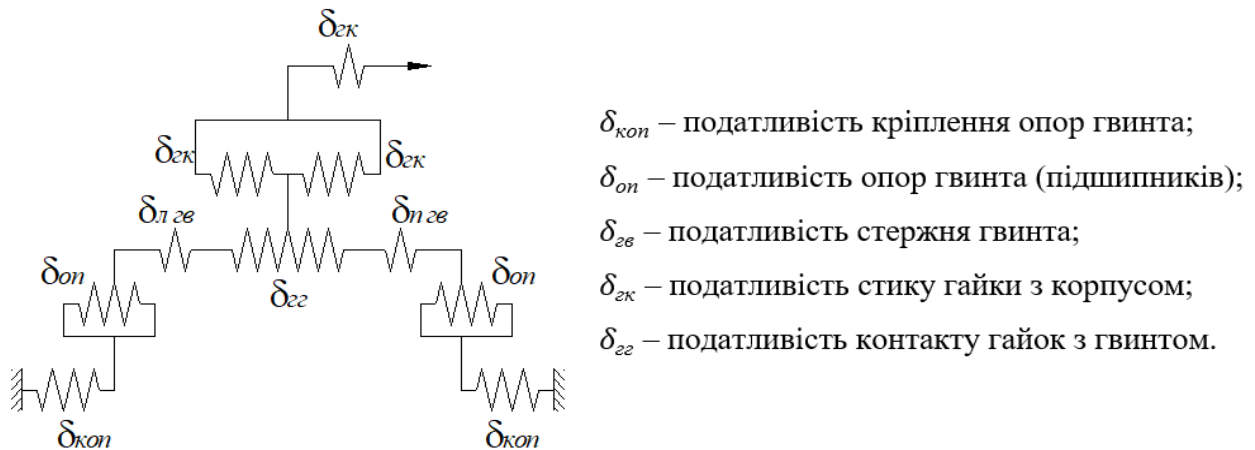 δгк
δгк
δгк
δл гв
δп гв
δоп
δгг
δоп
δкоп
δкоп
δкоп – податливість кріплення опор гвинта;
δоп – податливість опор гвинта (підшипників);
δгв – податливість стержня гвинта;
δгк – податливість стику гайки з корпусом;
δгг – податливість контакту гайок з гвинтом.